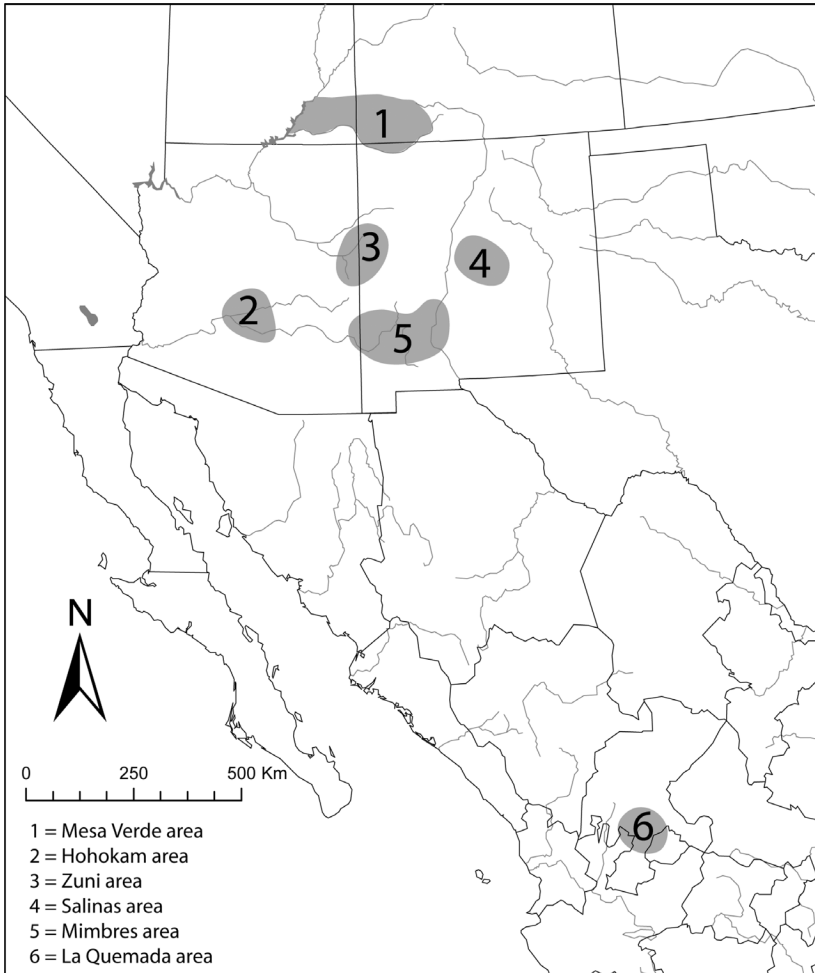 1
3
4
2
5
N
0 250 500 Km
6
1 = Mesa Verde area
2 = Hohokam area
3 = Zuni area
4 = Salinas area
5 = Mimbres area
6 = La Quemada area